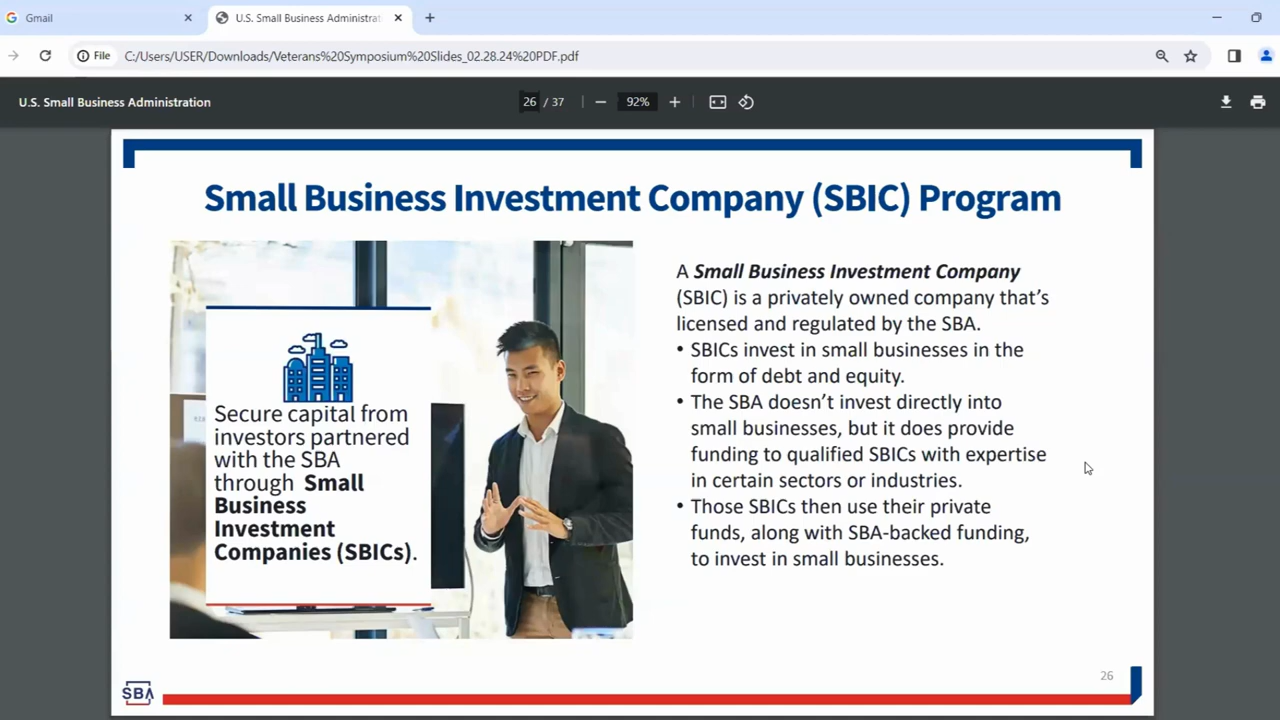 Gmail
U.S. Small Business Administrat
File
C:/Users/USER/Downloads/Veterans%20Symposium%20Slides_02.28.24%20PDF.pdf
U.S. Small Business Administration
26 / 37
92%
Small Business Investment Company (SBIC) Program
Secure capital from
investors partnered
with the SBA
through Small
Business
Investment
Companies (SBICs).
A Small Business Investment Company
(SBIC) is a privately owned company that’s
licensed and regulated by the SBA.
• SBICs invest in small businesses in the
form of debt and equity.
• The SBA doesn’t invest directly into
small businesses, but it does provide
funding to qualified SBICs with expertise
in certain sectors or industries.
• Those SBICs then use their private
funds, along with SBA-backed funding,
to invest in small businesses.
26
SBA